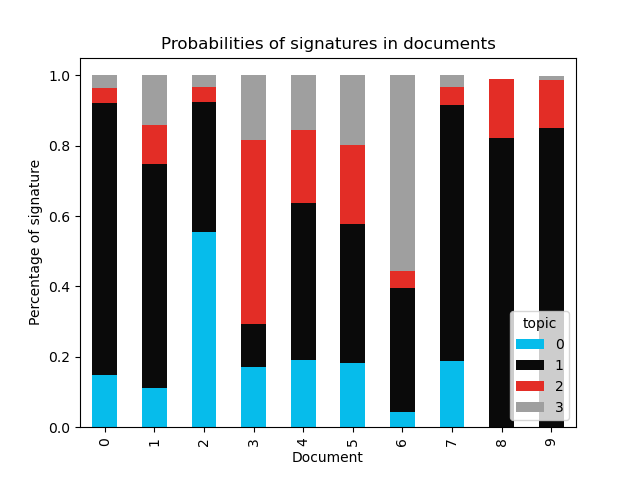 Probabilities of signatures in documents
Percentage of signature
1.0
0.8
0.6
0.4
0.2
0.0
topic
0
1
2
3
0 1 2 3 4 5 6 7 8 9
Document